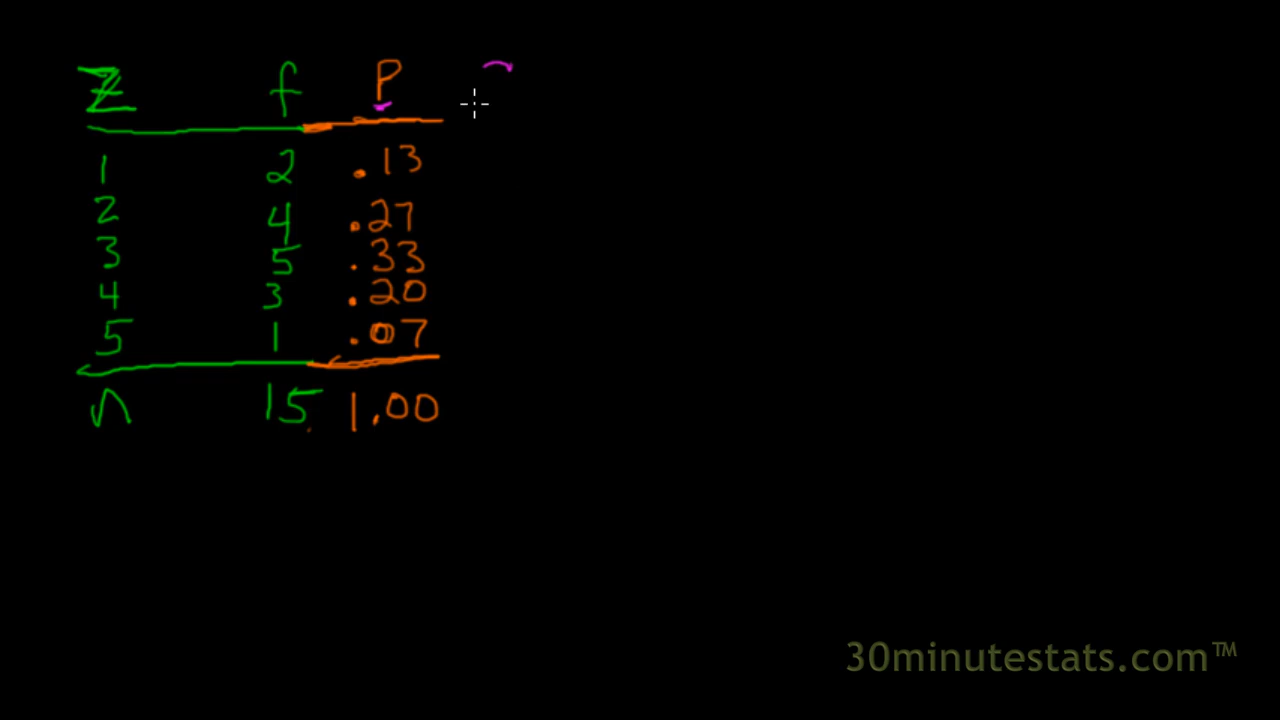 Z f P
1 2 .13
2 4 .27
3 5 .33
4 3 .20
5 1 .07
n 15 1.00
30minutestats.com™